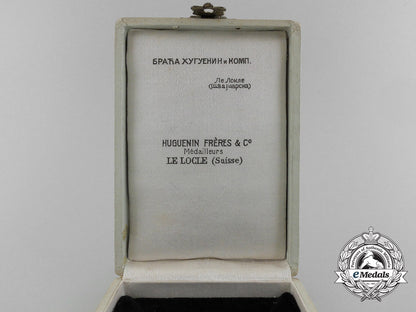 БРАЋА ХУГУЕНИН и КОМП.
Ле Локле
(Швајцарска)
HUGUENIN FRÈRES & Cº
Médailleurs
LE LOCLE (Suisse)
eMedals